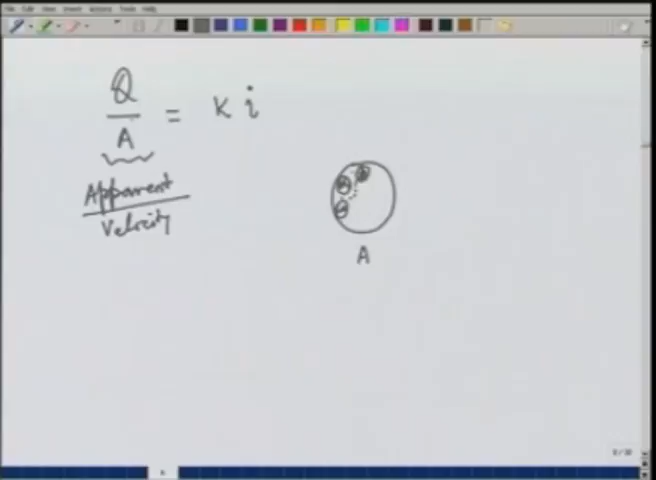 Q
A = K i
Apparent
Velocity
A